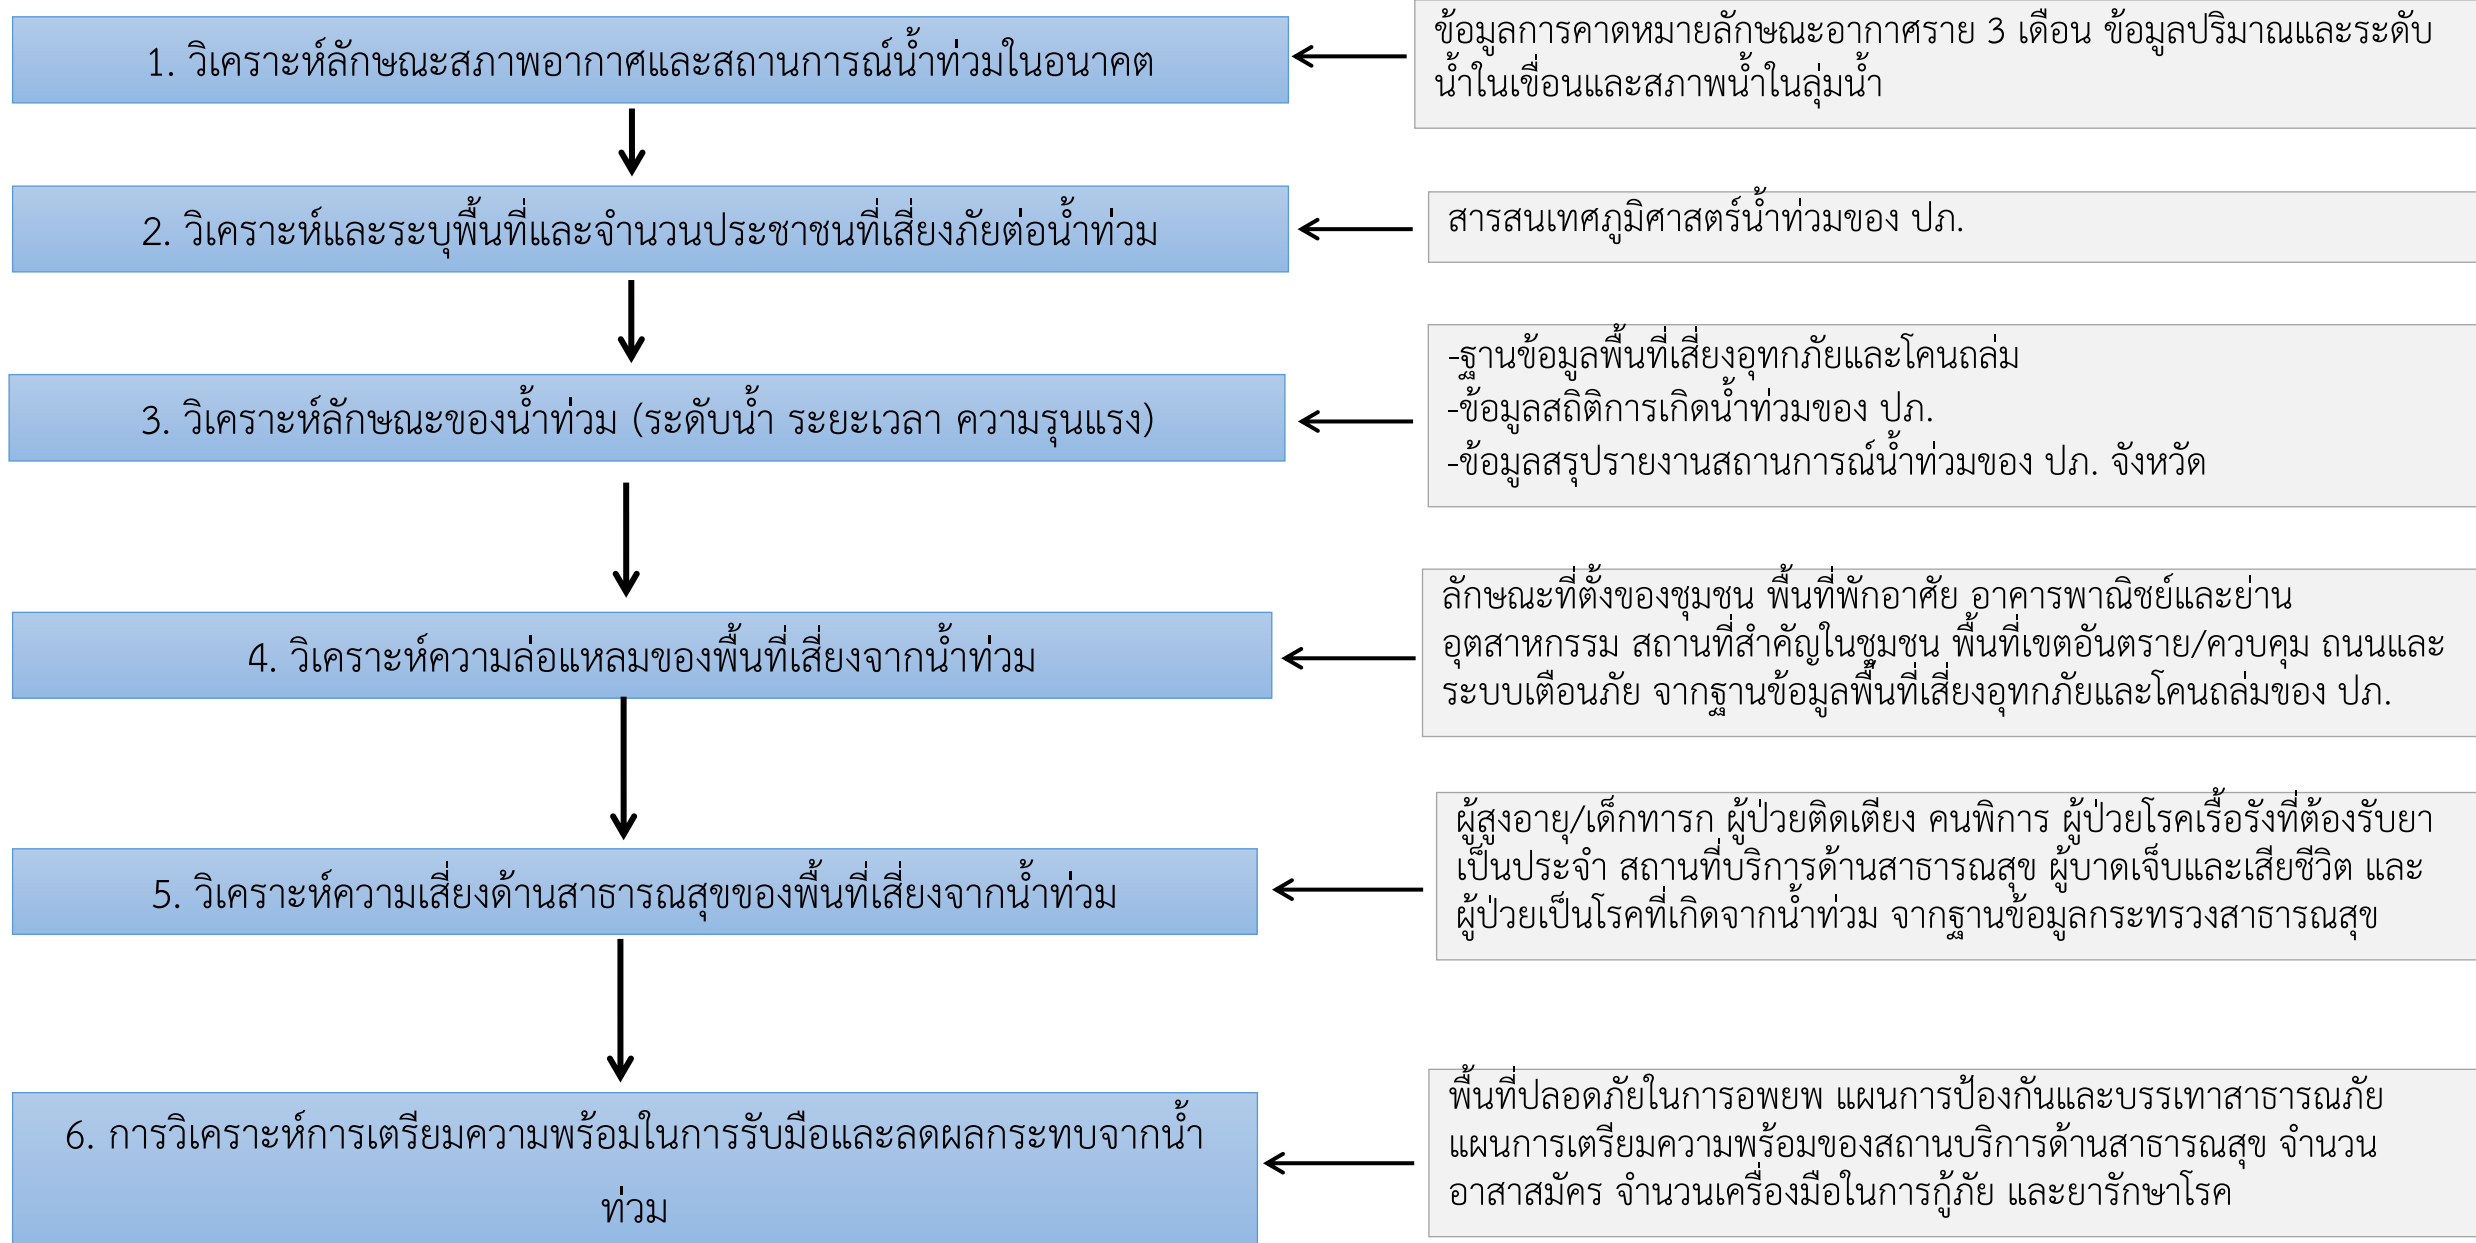 1. วิเคราะห์ลักษณะสภาพอากาศและสถานการณ์น้ำท่วมในอนาคต
ข้อมูลการคาดหมายลักษณะอากาศราย 3 เดือน ข้อมูลปริมาณและระดับ
น้ำในเขื่อนและสภาพน้ำในลุ่มน้ำ
2. วิเคราะห์และระบุพื้นที่และจำนวนประชาชนที่เสี่ยงภัยต่อน้ำท่วม
สารสนเทศภูมิศาสตร์น้ำท่วมของ ปภ.
3. วิเคราะห์ลักษณะของน้ำท่วม (ระดับน้ำ ระยะเวลา ความรุนแรง)
-ฐานข้อมูลพื้นที่เสี่ยงอุทกภัยและโคนถล่ม
-ข้อมูลสถิติการเกิดน้ำท่วมของ ปภ.
-ข้อมูลสรุปรายงานสถานการณ์น้ำท่วมของ ปภ. จังหวัด
4. วิเคราะห์ความล่อแหลมของพื้นที่เสี่ยงจากน้ำท่วม
ลักษณะที่ตั้งของชุมชน พื้นที่พักอาศัย อาคารพาณิชย์และย่าน
อุตสาหกรรม สถานที่สำคัญในชุมชน พื้นที่เขตอันตราย/ควบคุม ถนนและ
ระบบเตือนภัย จากฐานข้อมูลพื้นที่เสี่ยงอุทกภัยและโคนถล่มของ ปภ.
5. วิเคราะห์ความเสี่ยงด้านสาธารณสุขของพื้นที่เสี่ยงจากน้ำท่วม
ผู้สูงอายุ/เด็กทารก ผู้ป่วยติดเตียง คนพิการ ผู้ป่วยโรคเรื้อรังที่ต้องรับยา
เป็นประจำ สถานที่บริการด้านสาธารณสุข ผู้บาดเจ็บและเสียชีวิต และ
ผู้ป่วยเป็นโรคที่เกิดจากน้ำท่วม จากฐานข้อมูลกระทรวงสาธารณสุข
6. การวิเคราะห์การเตรียมความพร้อมในการรับมือและลดผลกระทบจากน้ำ
ท่วม
พื้นที่ปลอดภัยในการอพยพ แผนการป้องกันและบรรเทาสาธารณภัย
แผนการเตรียมความพร้อมของสถานบริการด้านสาธารณสุข จำนวน
อาสาสมัคร จำนวนเครื่องมือในการกู้ภัย และยารักษาโรค